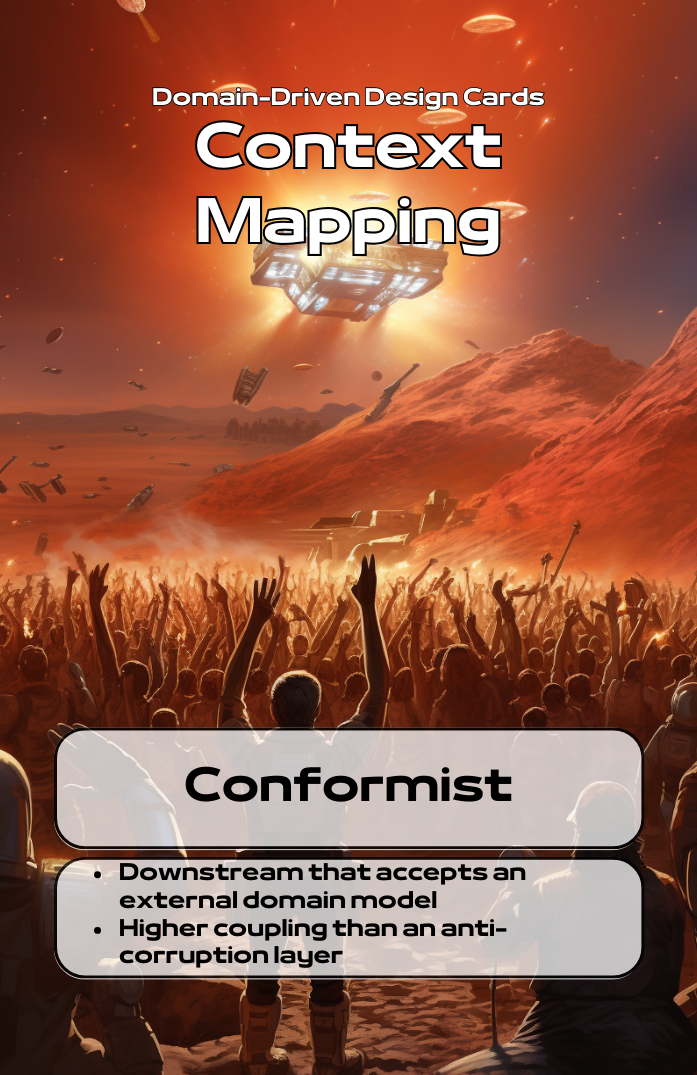 Domain-Driven Design Cards
Context
Mapping
Conformist
• Downstream that accepts an
external domain model
• Higher coupling than an anti-
corruption layer